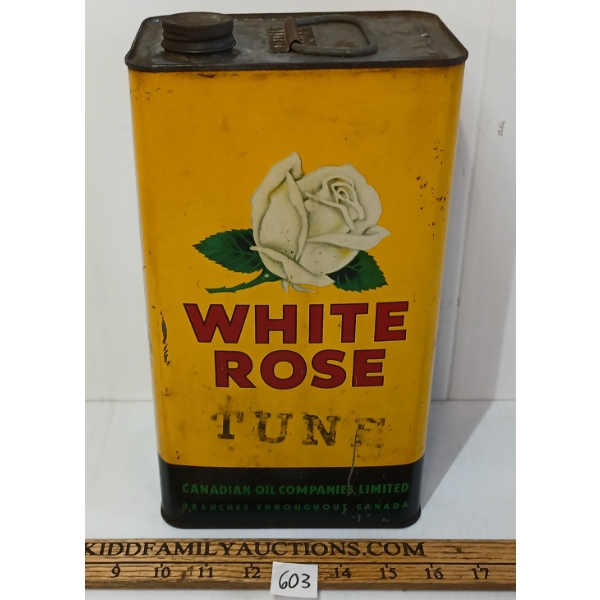 WHITE
ROSE
TUNE
CANADIAN OIL COMPANIES, LIMITED
BRANCHES THROUGHOUT CANADA
KIDDFAMILYAUCTIONS.COM
9 10 11 12 14 15 16 17
603